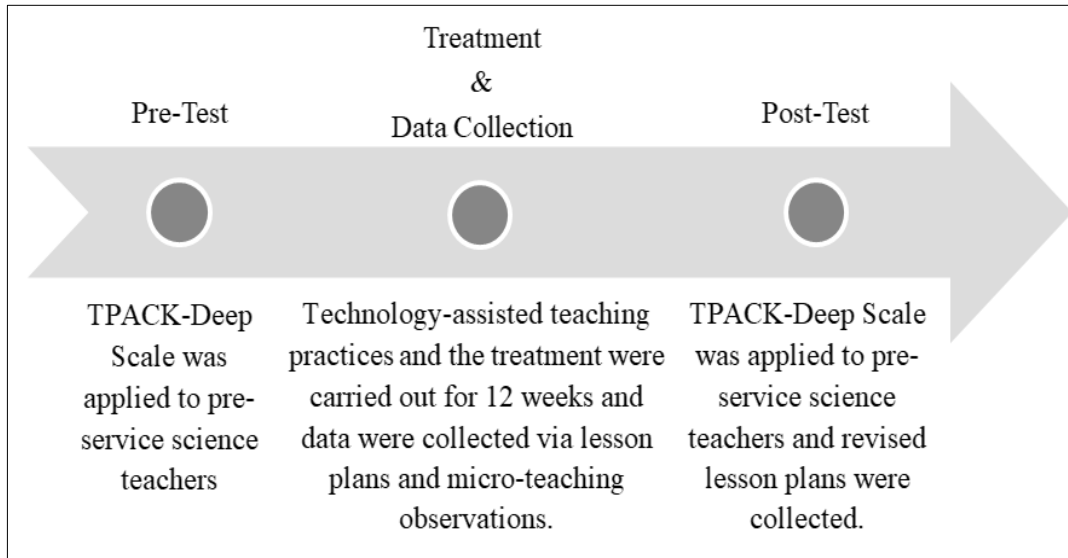 Pre-Test
Treatment
&
Data Collection
Post-Test
TPACK-Deep
Scale was
applied to pre-
service science
teachers
Technology-assisted teaching
practices and the treatment were
carried out for 12 weeks and
data were collected via lesson
plans and micro-teaching
observations.
TPACK-Deep Scale
was applied to pre-
service science
teachers and revised
lesson plans were
collected.